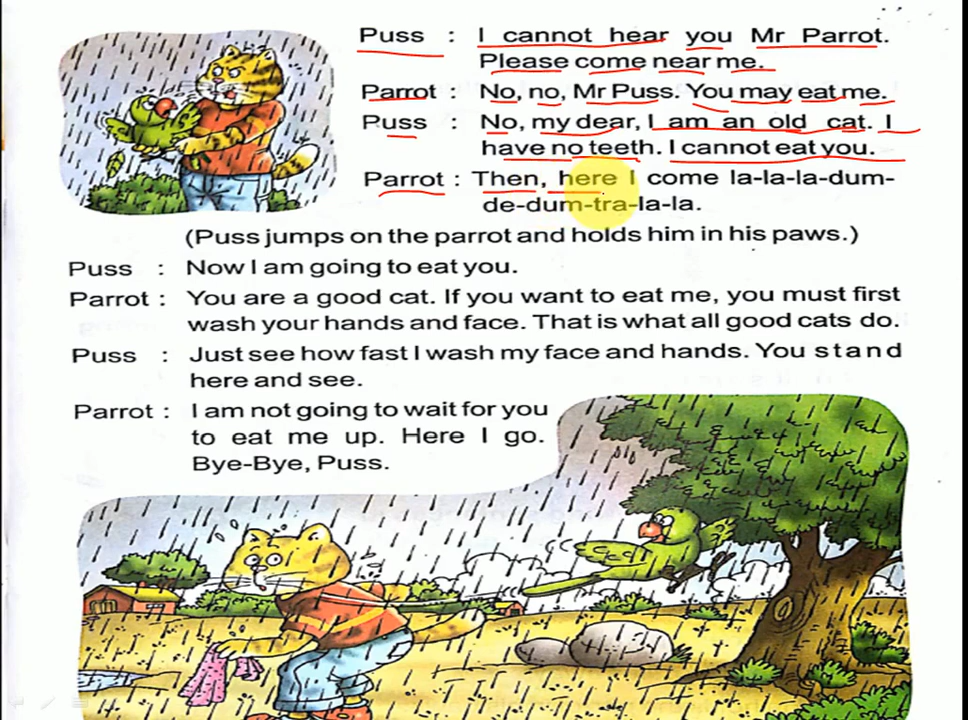 Puss : I cannot hear you Mr Parrot.
Please come near me.
Parrot : No, no, Mr Puss. You may eat me.
Puss : No, my dear, I am an old cat. I
have no teeth. I cannot eat you.
Parrot : Then, here I come la-la-la-dum-
de-dum-tra-la-la.
(Puss jumps on the parrot and holds him in his paws.)
Puss : Now I am going to eat you.
Parrot : You are a good cat. If you want to eat me, you must first
wash your hands and face. That is what all good cats do.
Puss : Just see how fast I wash my face and hands. You stand
here and see.
Parrot : I am not going to wait for you
to eat me up. Here I go.
Bye-Bye, Puss.